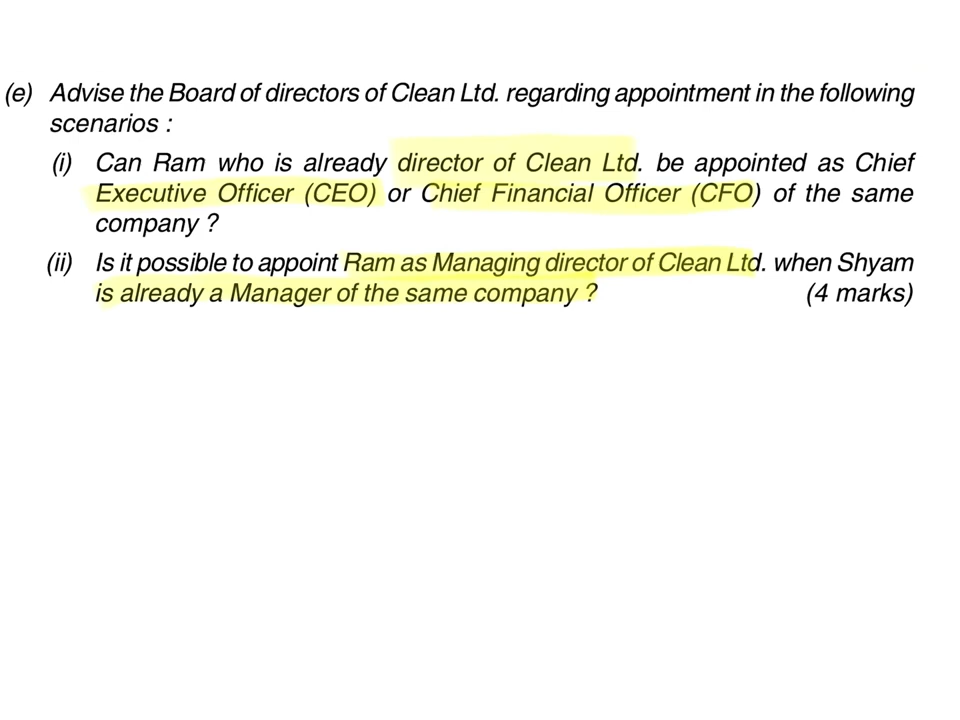 (e) Advise the Board of directors of Clean Ltd. regarding appointment in the following
scenarios :
(i) Can Ram who is already director of Clean Ltd. be appointed as Chief
Executive Officer (CEO) or Chief Financial Officer (CFO) of the same
company ?
(ii) Is it possible to appoint Ram as Managing director of Clean Ltd. when Shyam
is already a Manager of the same company ? (4 marks)